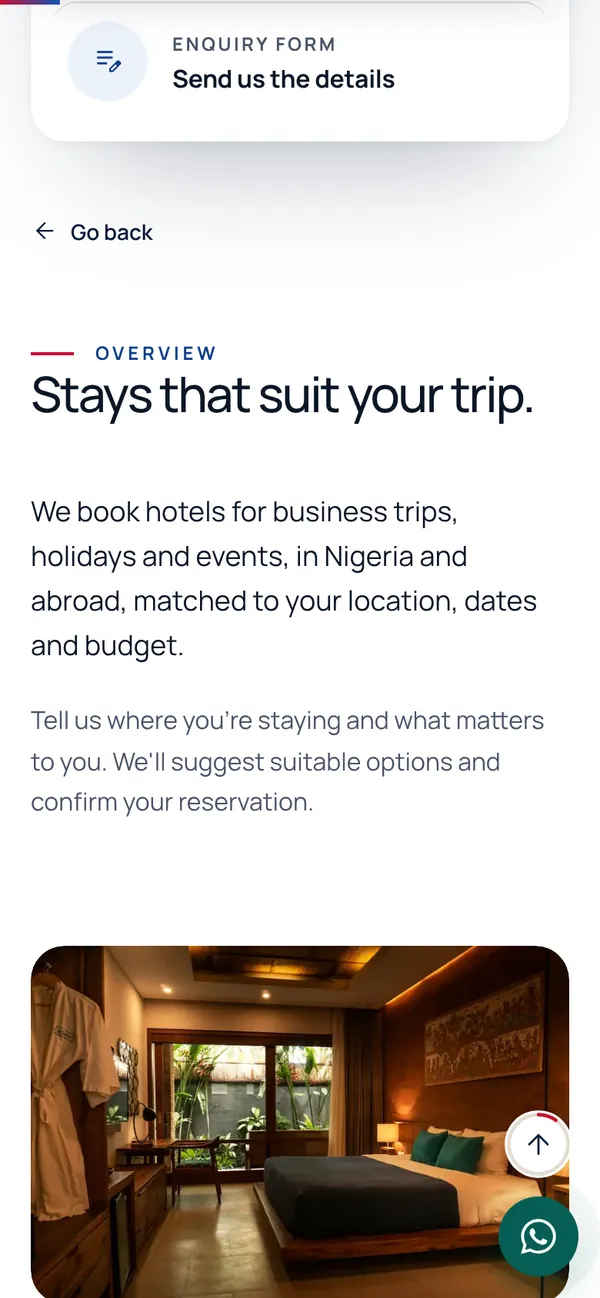 ENQUIRY FORM
Send us the details
Go back
OVERVIEW
Stays that suit your trip.
We book hotels for business trips,
holidays and events, in Nigeria and
abroad, matched to your location, dates
and budget.
Tell us where you’re staying and what matters
to you. We'll suggest suitable options and
confirm your reservation.